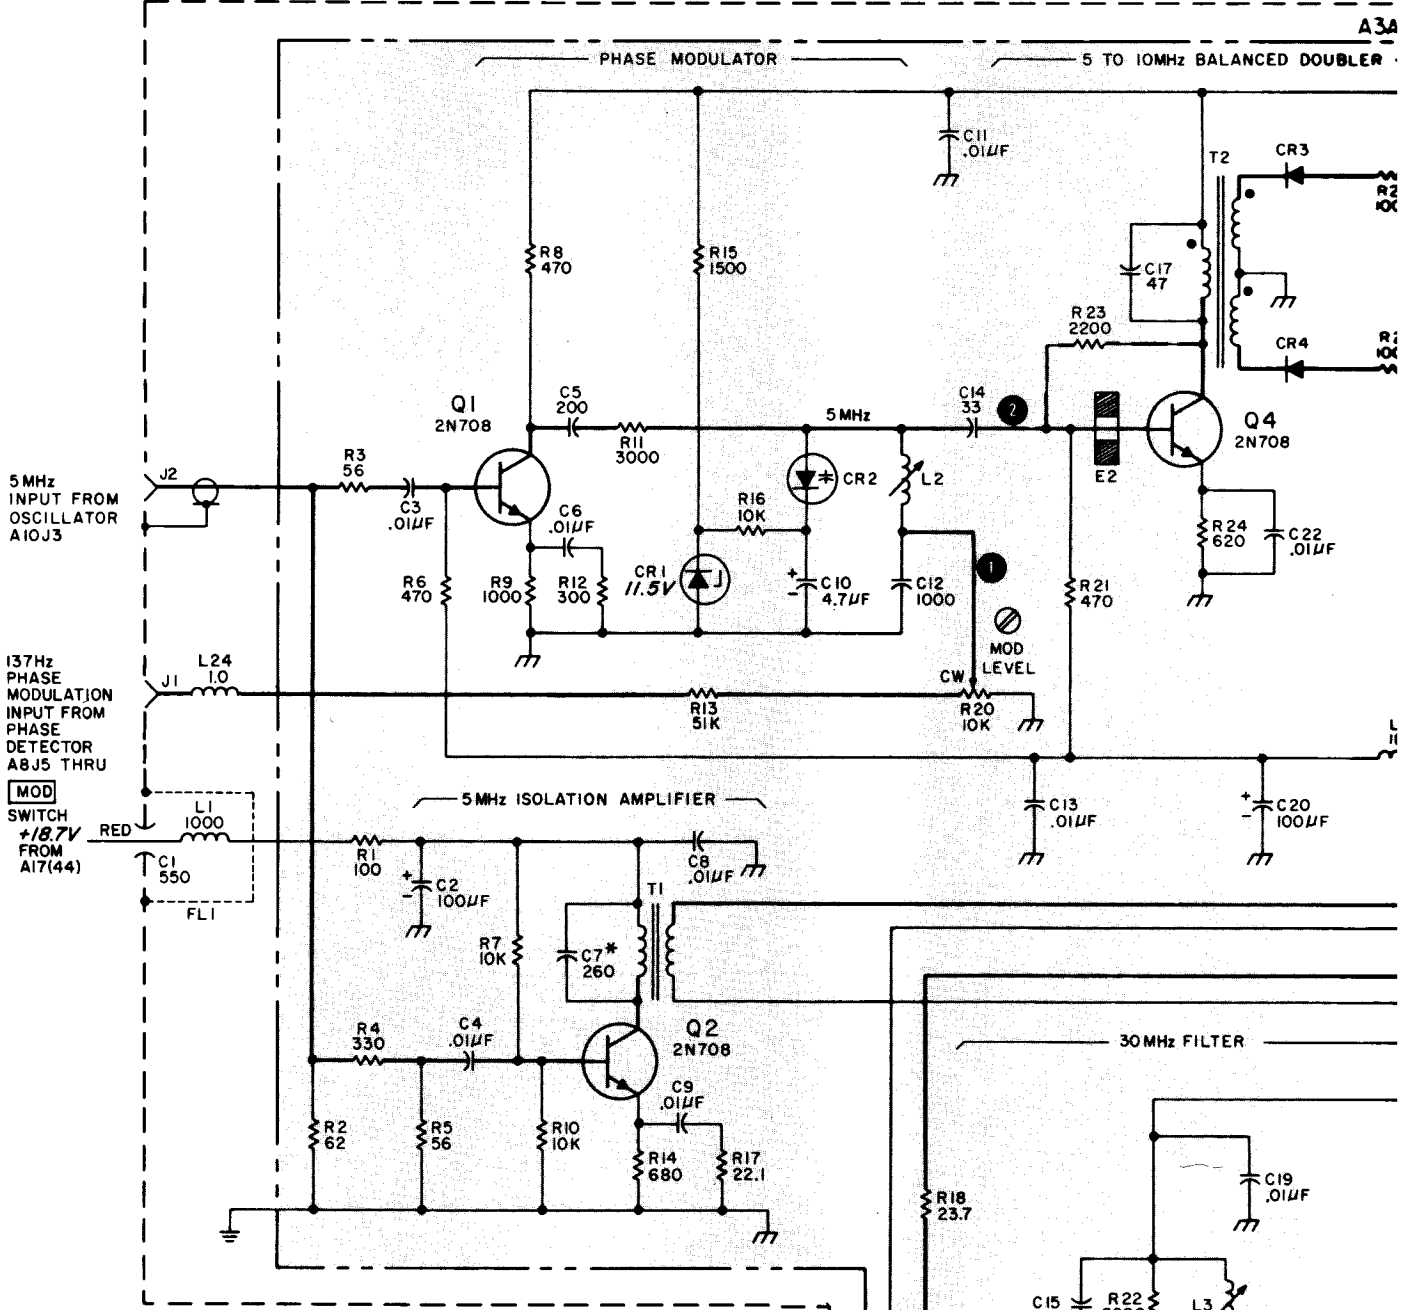 A3A
PHASE MODULATOR
5 TO 10MHz BALANCED DOUBLER
C11
.01µF
T2
CR3
R2
100
R8
470
R15
1500
C17
47
R23
2200
CR4
R2
100
Q1
2N708
C5
200
R11
3000
5MHz
C14
33
2
Q4
2N708
E2
5MHz
INPUT FROM
OSCILLATOR
A10J3
J2
R3
56
C3
.01µF
C6
.01µF
R16
10K
CR2
L2
R24
620
C22
.01µF
R6
470
R9
1000
R12
300
CR1
11.5V
+
-
C10
4.7µF
C12
1000
1
R21
470
MOD
LEVEL
137Hz
PHASE
MODULATION
INPUT FROM
PHASE
DETECTOR
A8J5 THRU
MOD
SWITCH
+18.7V
FROM
A17(44)
L24
1.0
J1
R13
51K
CW
R20
10K
L
RED
L1
1000
C1
550
FL1
5MHz ISOLATION AMPLIFIER
R1
100
+
-
C2
100µF
C8
.01µF
C13
.01µF
+
-
C20
100µF
T1
R7
10K
C7*
260
R4
330
C4
.01µF
Q2
2N708
30MHz FILTER
C9
.01µF
R2
62
R5
56
R10
10K
R14
680
R17
22.1
R18
23.7
C19
.01µF
C15
R22
L3